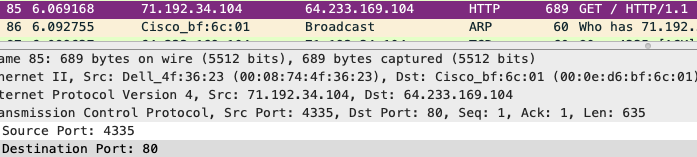 85 6.069168 71.192.34.104 64.233.169.104 HTTP 689 GET / HTTP/1.1
86 6.092755 Cisco_bf:6c:01 Broadcast ARP 60 Who has 71.192.
ame 85: 689 bytes on wire (5512 bits), 689 bytes captured (5512 bits)
hernet II, Src: Dell_4f:36:23 (00:08:74:4f:36:23), Dst: Cisco_bf:6c:01 (00:0e:d6:bf:6c:01)
ternet Protocol Version 4, Src: 71.192.34.104, Dst: 64.233.169.104
ansmission Control Protocol, Src Port: 4335, Dst Port: 80, Seq: 1, Ack: 1, Len: 635
Source Port: 4335
Destination Port: 80